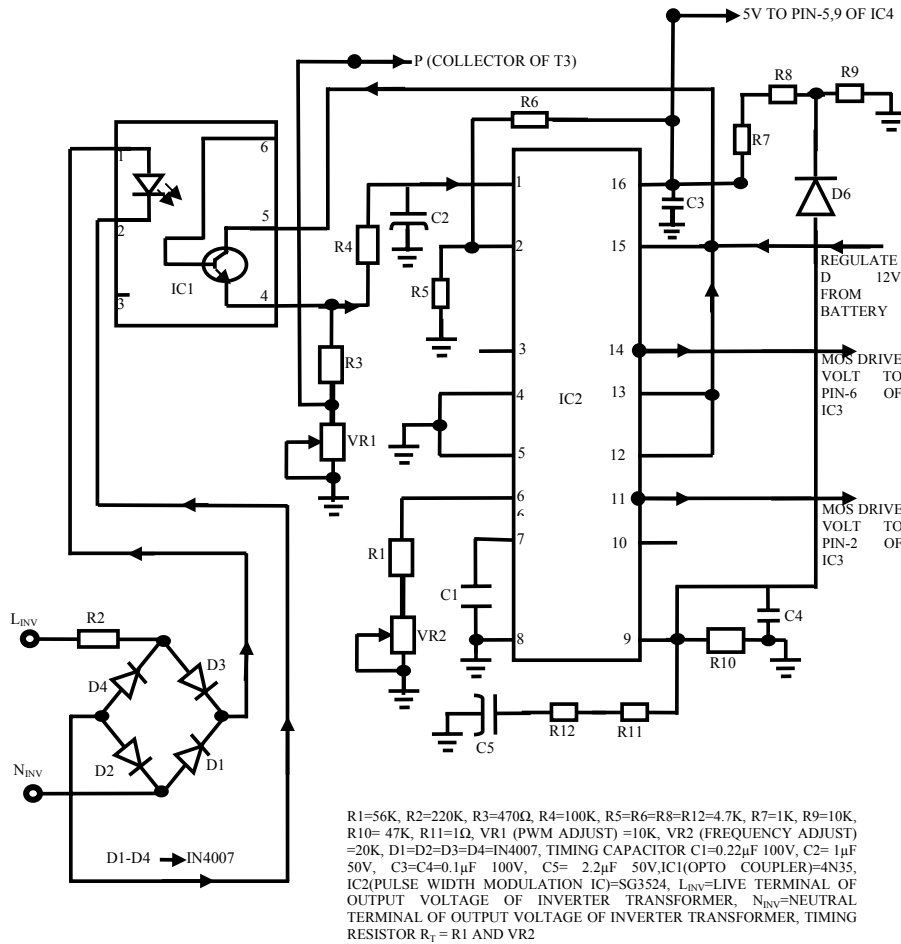 5V TO PIN-5,9 OF IC4
P (COLLECTOR OF T3)
R8
R9
R6
R7
1
6
1
16
C3
D6
C2
5
2
R4
2
15
REGULATE
D 12V
FROM
BATTERY
IC1
R5
3
4
3
14
MOS DRIVE
VOLT TO
PIN-6 OF
IC3
R3
4
IC2
13
VR1
5
12
6
6
11
MOS DRIVE
VOLT TO
PIN-2 OF
IC3
7
10
R1
C1
LINV
R2
VR2
8
9
C4
R10
D4
D3
C5
R12
R11
NINV
D2
D1
D1-D4 IN4007
R1=56K, R2=220K, R3=470Ω, R4=100K, R5=R6=R8=R12=4.7K, R7=1K, R9=10K,
R10= 47K, R11=1Ω, VR1 (PWM ADJUST) =10K, VR2 (FREQUENCY ADJUST)
=20K, D1=D2=D3=D4=IN4007, TIMING CAPACITOR C1=0.22µF 100V, C2= 1µF
50V, C3=C4=0.1µF 100V, C5= 2.2µF 50V,IC1(OPTO COUPLER)=4N35,
IC2(PULSE WIDTH MODULATION IC)=SG3524, LINV=LIVE TERMINAL OF
OUTPUT VOLTAGE OF INVERTER TRANSFORMER, NINV=NEUTRAL
TERMINAL OF OUTPUT VOLTAGE OF INVERTER TRANSFORMER, TIMING
RESISTOR RT = R1 AND VR2